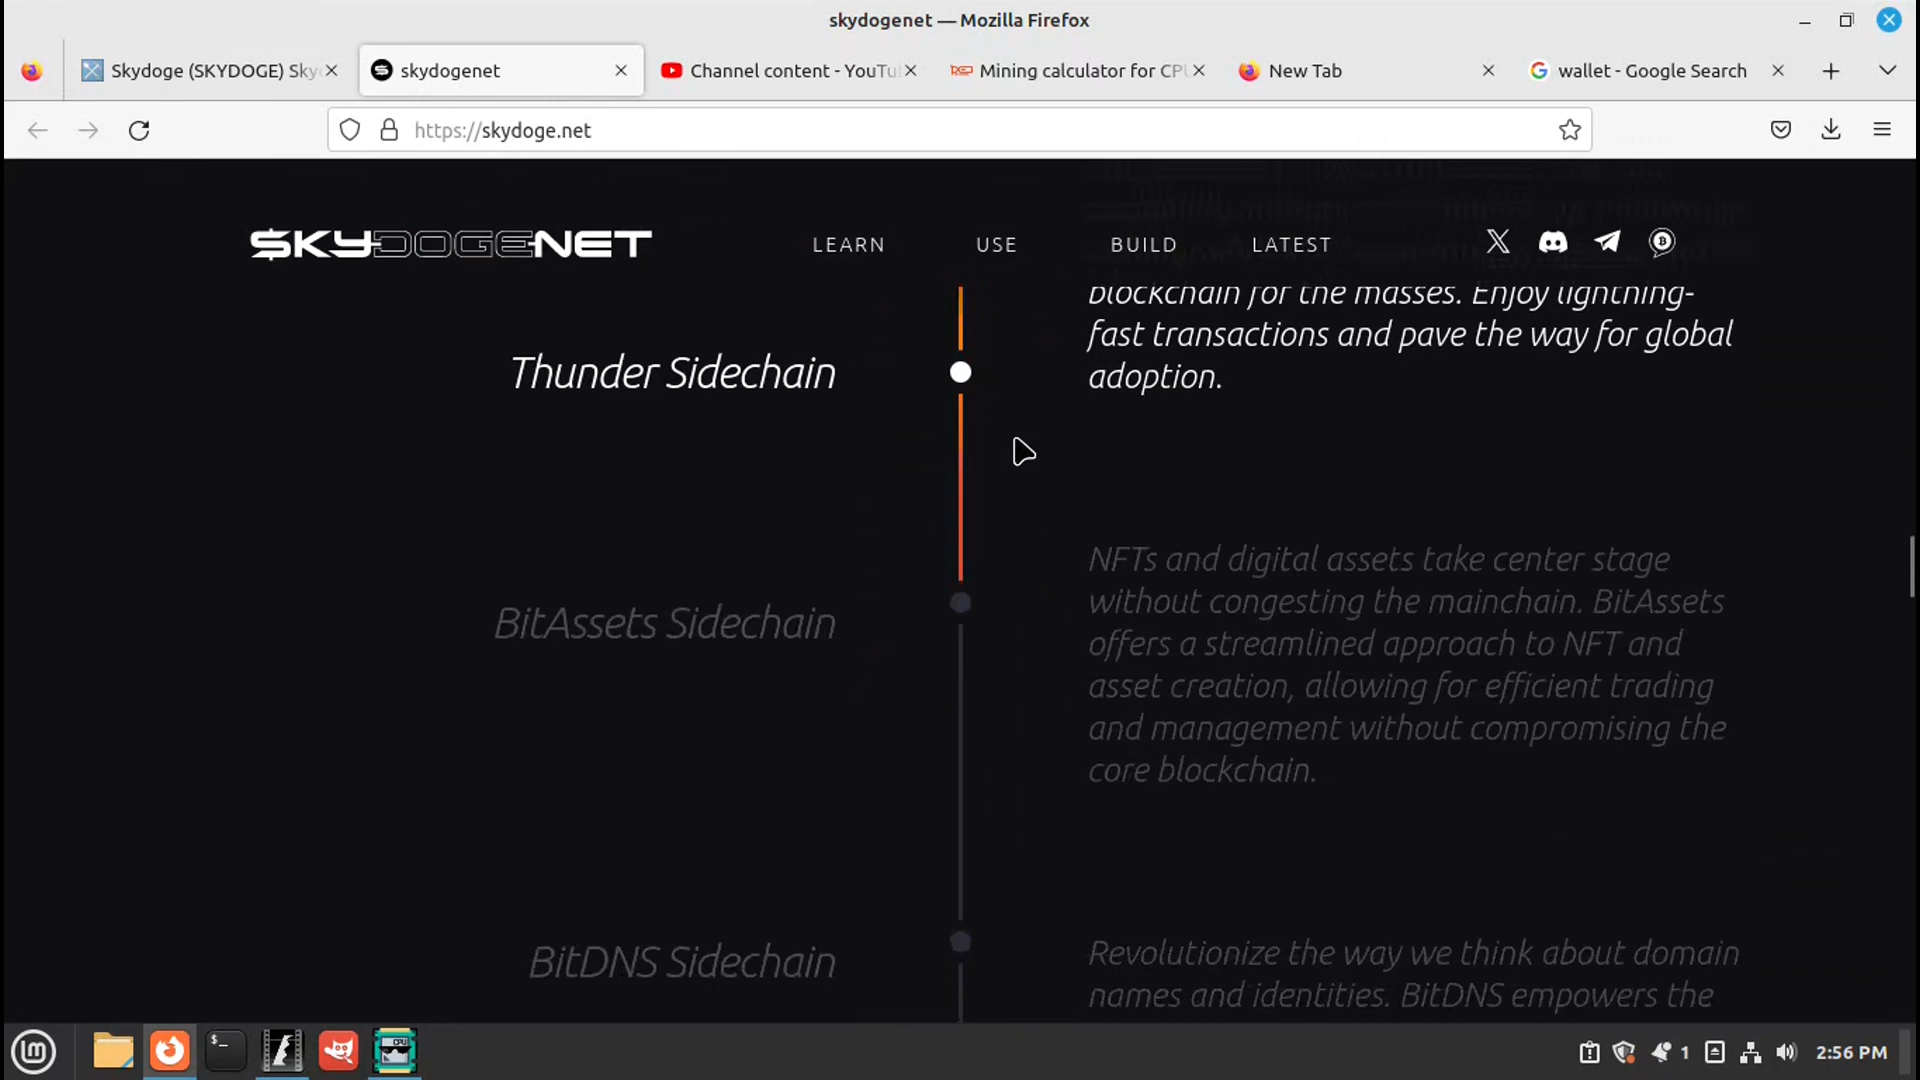 skydogenet — Mozilla Firefox
Skydoge (SKYDOGE) Sky
skydogenet
Channel content - YouTu
Mining calculator for CPU
New Tab
wallet - Google Search
https://skydoge.net
$KYDOGENET
LEARN
USE
BUILD
LATEST
blockchain for the masses. Enjoy lightning-
fast transactions and pave the way for global
adoption.
Thunder Sidechain
BitAssets Sidechain
NFTs and digital assets take center stage
without congesting the mainchain. BitAssets
offers a streamlined approach to NFT and
asset creation, allowing for efficient trading
and management without compromising the
core blockchain.
BitDNS Sidechain
Revolutionize the way we think about domain
names and identities. BitDNS empowers the
CPU
1
2:56 PM